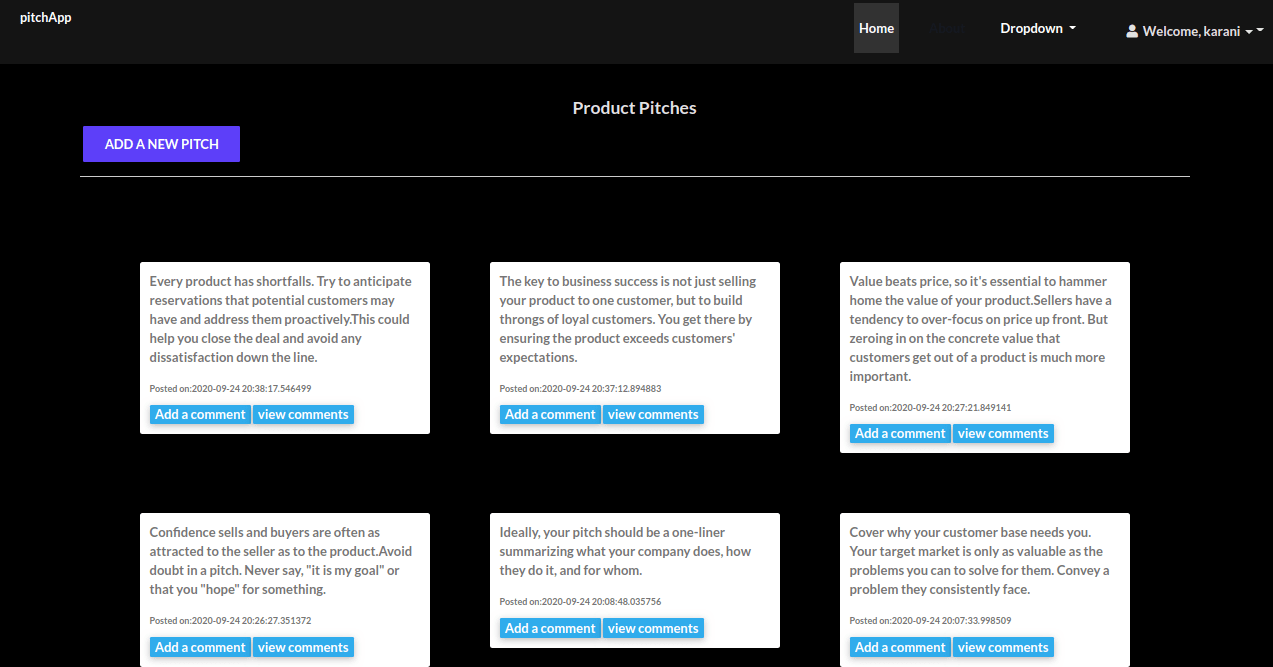 pitchApp
Home
About
Dropdown
Welcome, karani
Product Pitches
ADD A NEW PITCH
Every product has shortfalls. Try to anticipate
reservations that potential customers may
have and address them proactively.This could
help you close the deal and avoid any
dissatisfaction down the line.
Posted on:2020-09-24 20:38:17.546499
Add a comment view comments
The key to business success is not just selling
your product to one customer, but to build
throngs of loyal customers. You get there by
ensuring the product exceeds customers'
expectations.
Posted on:2020-09-24 20:37:12.894883
Add a comment view comments
Value beats price, so it's essential to hammer
home the value of your product.Sellers have a
tendency to over-focus on price up front. But
zeroing in on the concrete value that
customers get out of a product is much more
important.
Posted on:2020-09-24 20:27:21.849141
Add a comment view comments
Confidence sells and buyers are often as
attracted to the seller as to the product.Avoid
doubt in a pitch. Never say, "it is my goal" or
that you "hope" for something.
Posted on:2020-09-24 20:26:27.351372
Add a comment view comments
Ideally, your pitch should be a one-liner
summarizing what your company does, how
they do it, and for whom.
Posted on:2020-09-24 20:08:48.035756
Add a comment view comments
Cover why your customer base needs you.
Your target market is only as valuable as the
problems you can to solve for them. Convey a
problem they consistently face.
Posted on:2020-09-24 20:07:33.998509
Add a comment view comments